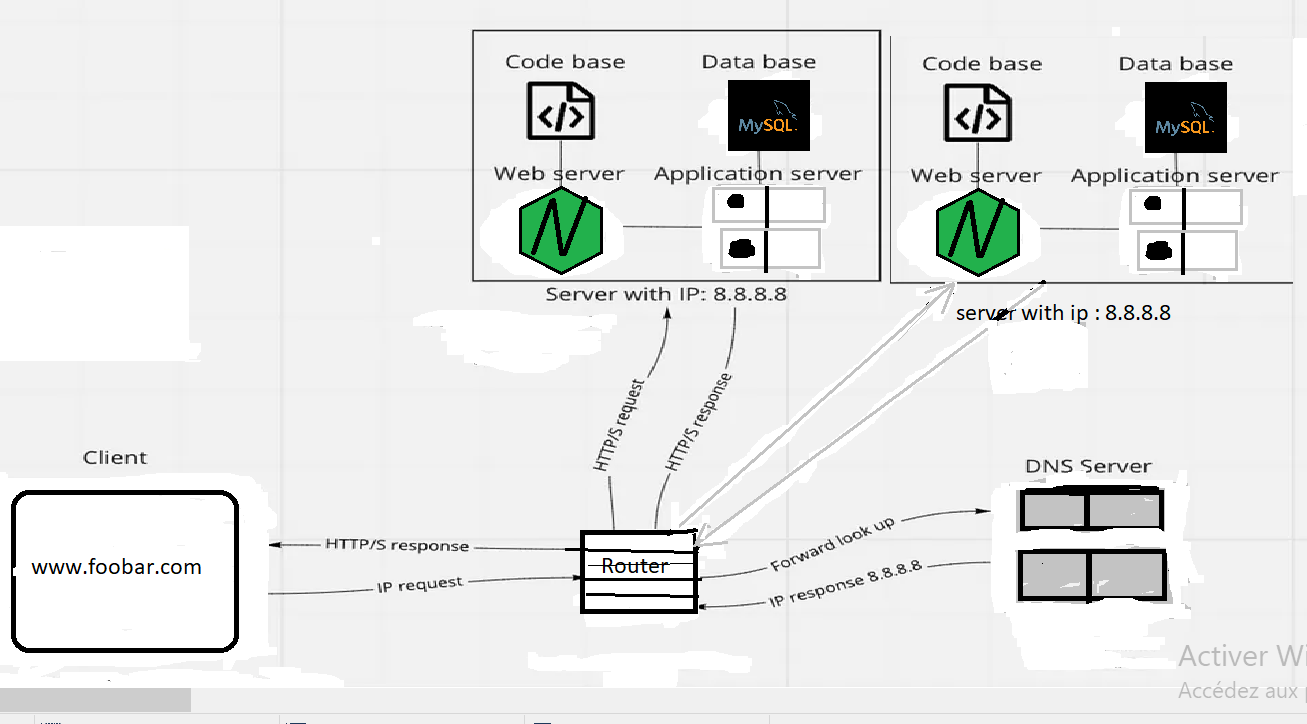 Code base
Data base
MySQL.
Web server
Application server
Server with IP: 8.8.8.8
Code base
Data base
MySQL.
Web server
Application server
server with ip : 8.8.8.8
HTTP/S request
HTTP/S response
Client
www.foobar.com
HTTP/S response
IP request
Router
Forward look up
IP response 8.8.8.8
DNS Server
Activer Wi
Accédez aux p